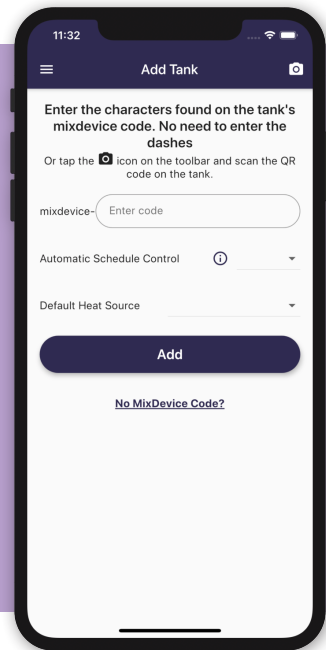 11:32
Add Tank
Enter the characters found on the tank's
mixdevice code. No need to enter the
dashes
Or tap the icon on the toolbar and scan the QR
code on the tank.
mixdevice- Enter code
Automatic Schedule Control
Default Heat Source
Add
No MixDevice Code?